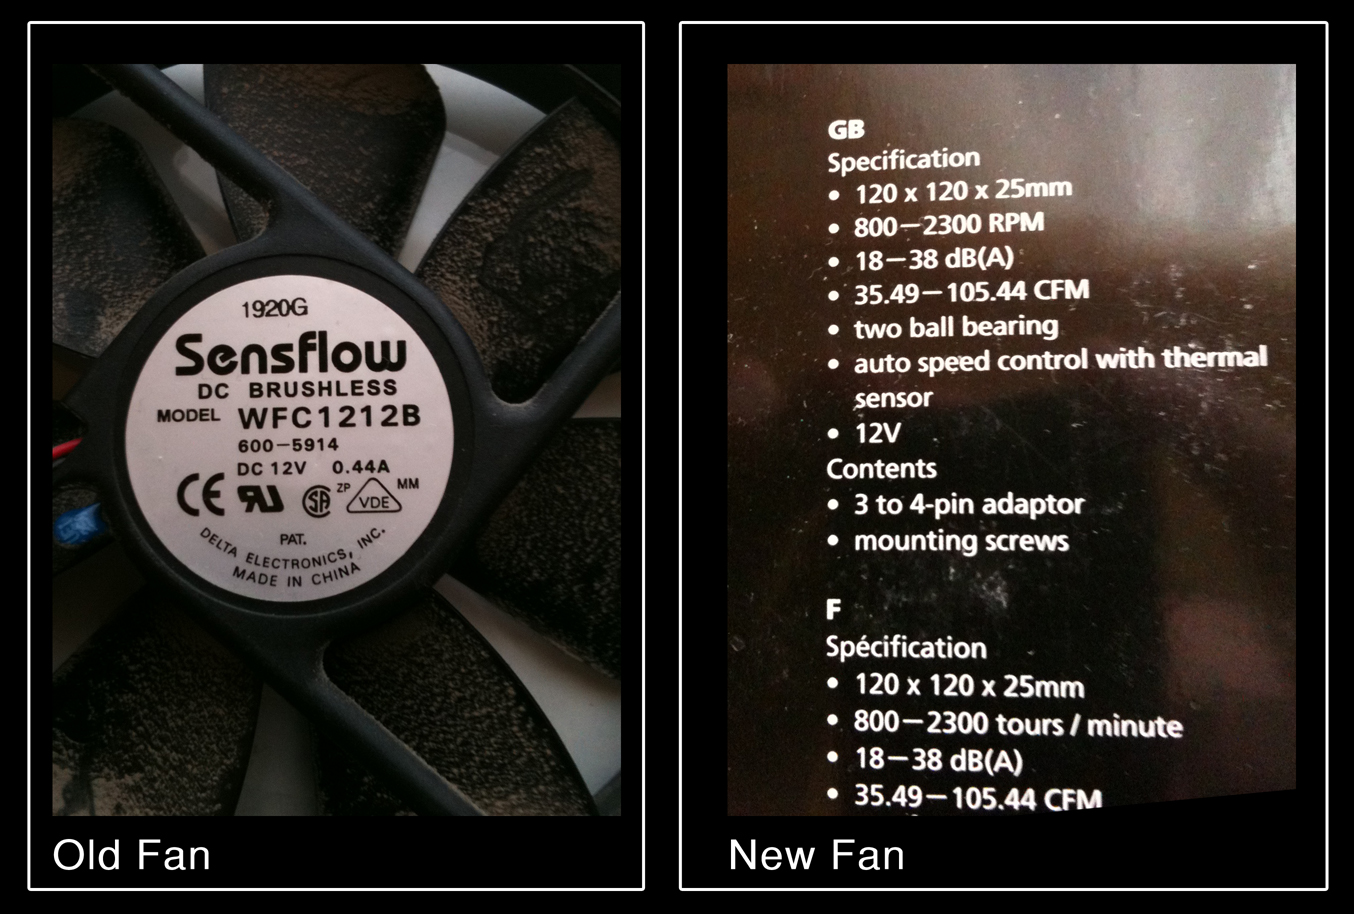 1920G
Sensflow
DC BRUSHLESS
MODEL WFC1212B
600-5914
DC 12V 0.44A
CE RU SA ZP VDE MM
PAT.
DELTA ELECTRONICS, INC.
MADE IN CHINA
Old Fan
GB
Specification
• 120 x 120 x 25mm
• 800–2300 RPM
• 18–38 dB(A)
• 35.49–105.44 CFM
• two ball bearing
• auto speed control with thermal
sensor
• 12V
Contents
• 3 to 4-pin adaptor
• mounting screws
F
Spécification
• 120 x 120 x 25mm
• 800–2300 tours / minute
• 18–38 dB(A)
• 35.49–105.44 CFM
New Fan